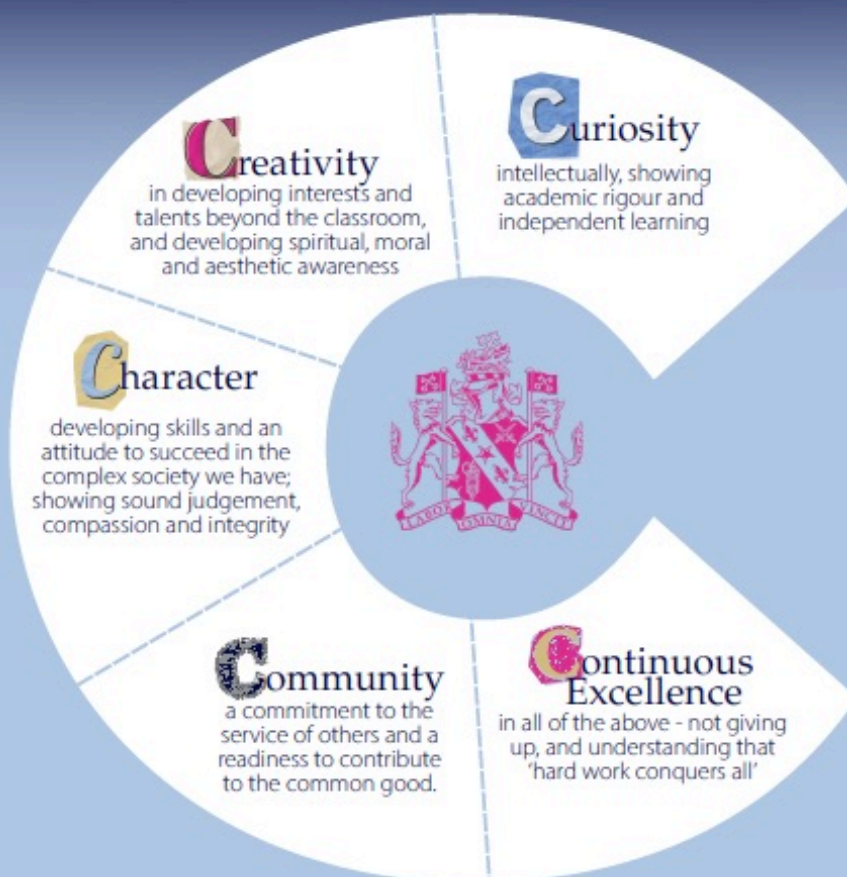 Curiosity
intellectually, showing
academic rigour and
independent learning
Creativity
in developing interests and
talents beyond the classroom,
and developing spiritual, moral
and aesthetic awareness
Character
developing skills and an
attitude to succeed in the
complex society we have;
showing sound judgement,
compassion and integrity
LABOR OMNIA VINCIT
Community
a commitment to the
service of others and a
readiness to contribute
to the common good.
Continuous
Excellence
in all of the above - not giving
up, and understanding that
'hard work conquers all'